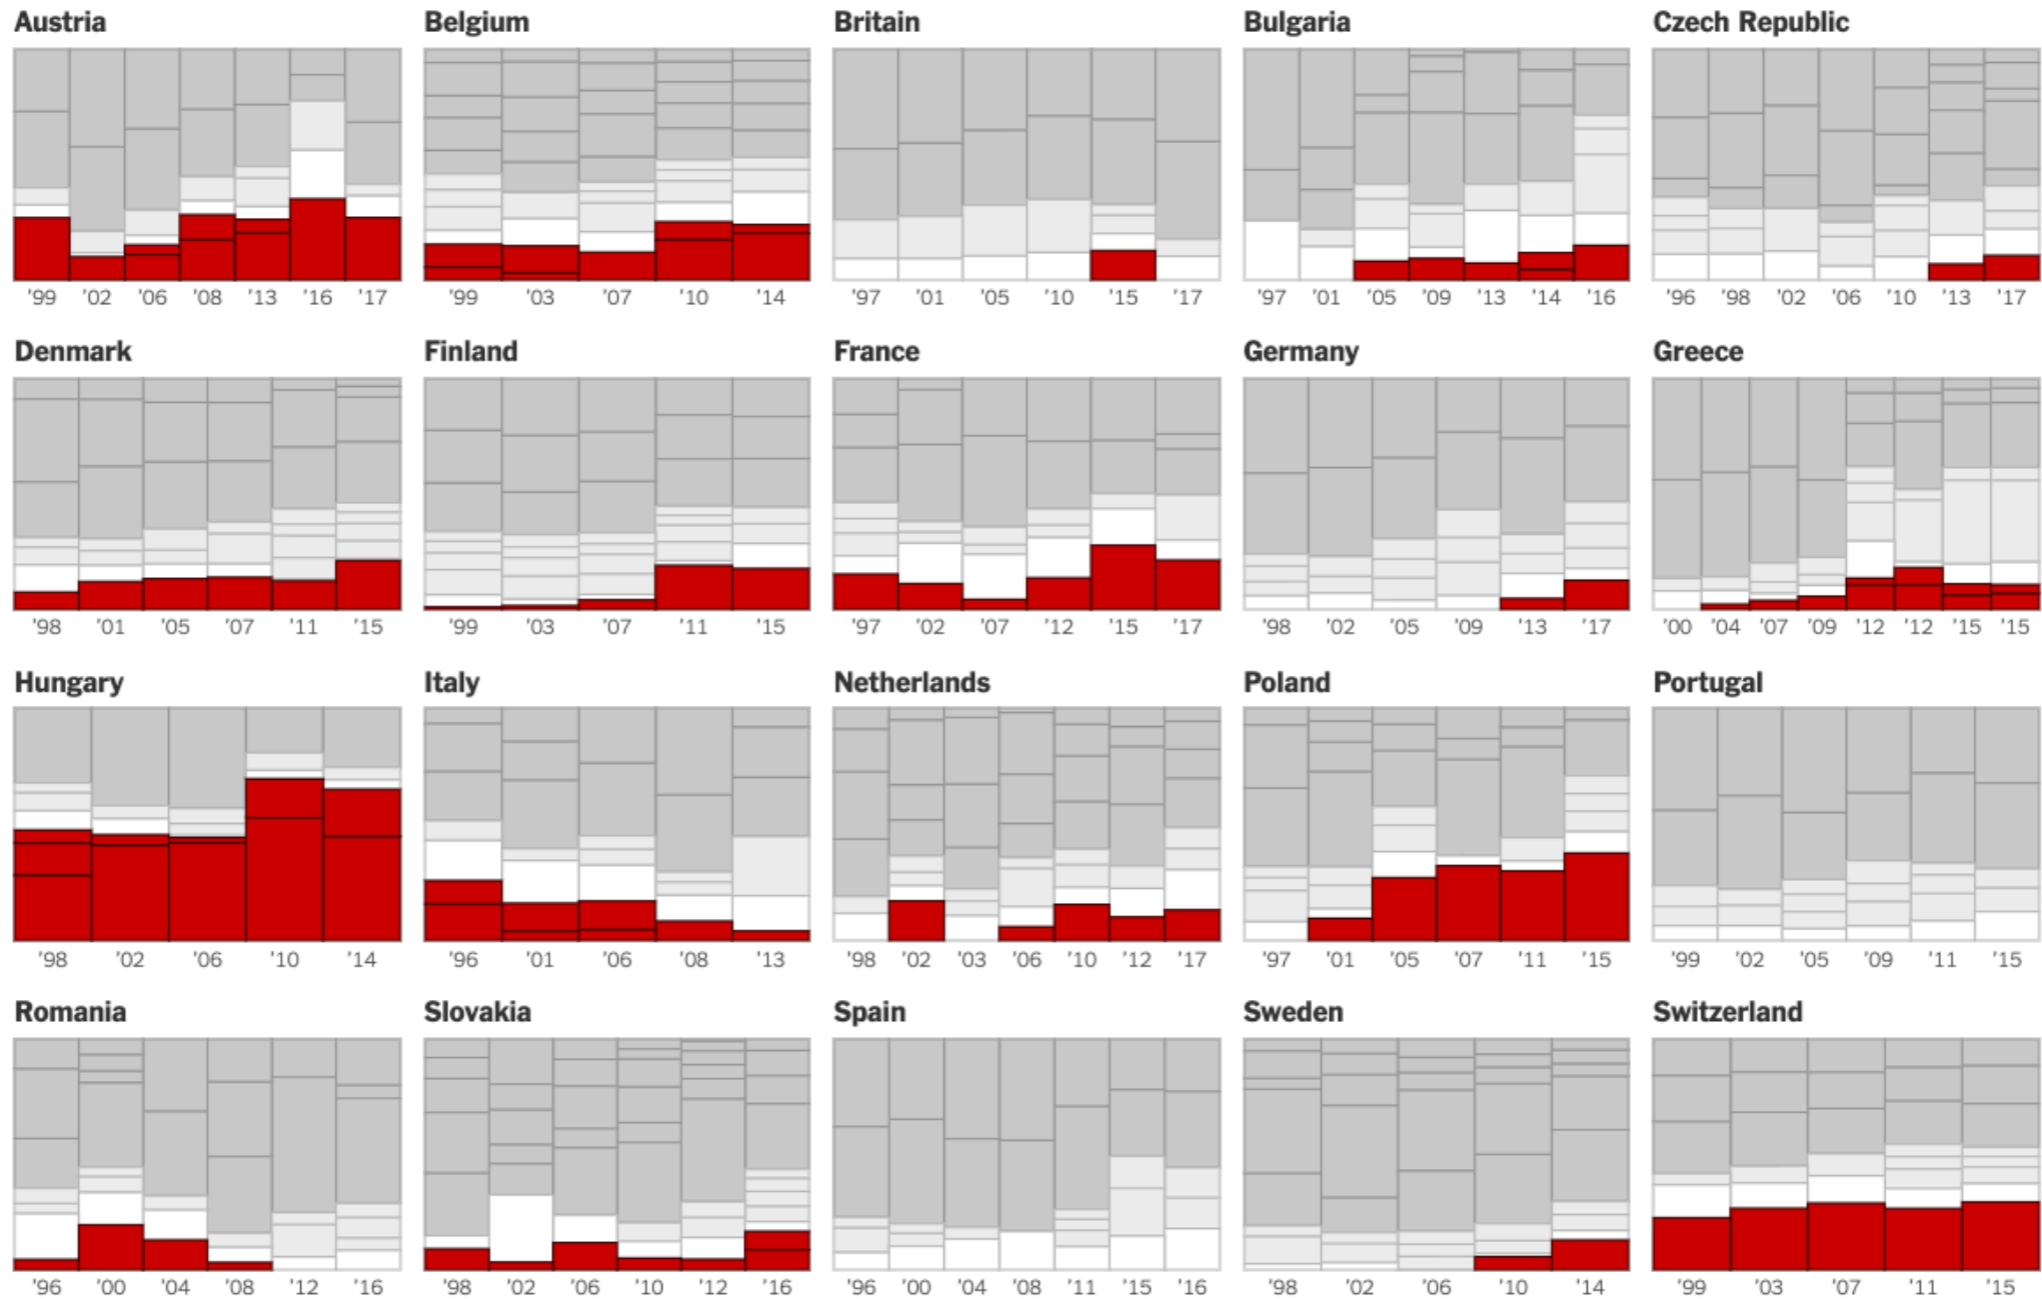 Austria Belgium Britain Bulgaria Czech Republic
'99 '02 '06 '08 '13 '16 '17 '99 '03 '07 '10 '14 '97 '01 '05 '10 '15 '17 '97 '01 '05 '09 '13 '14 '16 '96 '98 '02 '06 '10 '13 '17
Denmark Finland France Germany Greece
'98 '01 '05 '07 '11 '15 '99 '03 '07 '11 '15 '97 '02 '07 '12 '15 '17 '98 '02 '05 '09 '13 '17 '00 '04 '07 '09 '12 '12 '15 '15
Hungary Italy Netherlands Poland Portugal
'98 '02 '06 '10 '14 '96 '01 '06 '08 '13 '98 '02 '03 '06 '10 '12 '17 '97 '01 '05 '07 '11 '15 '99 '02 '05 '09 '11 '15
Romania Slovakia Spain Sweden Switzerland
'96 '00 '04 '08 '12 '16 '98 '02 '06 '10 '12 '16 '96 '00 '04 '08 '11 '15 '16 '98 '02 '06 '10 '14 '99 '03 '07 '11 '15